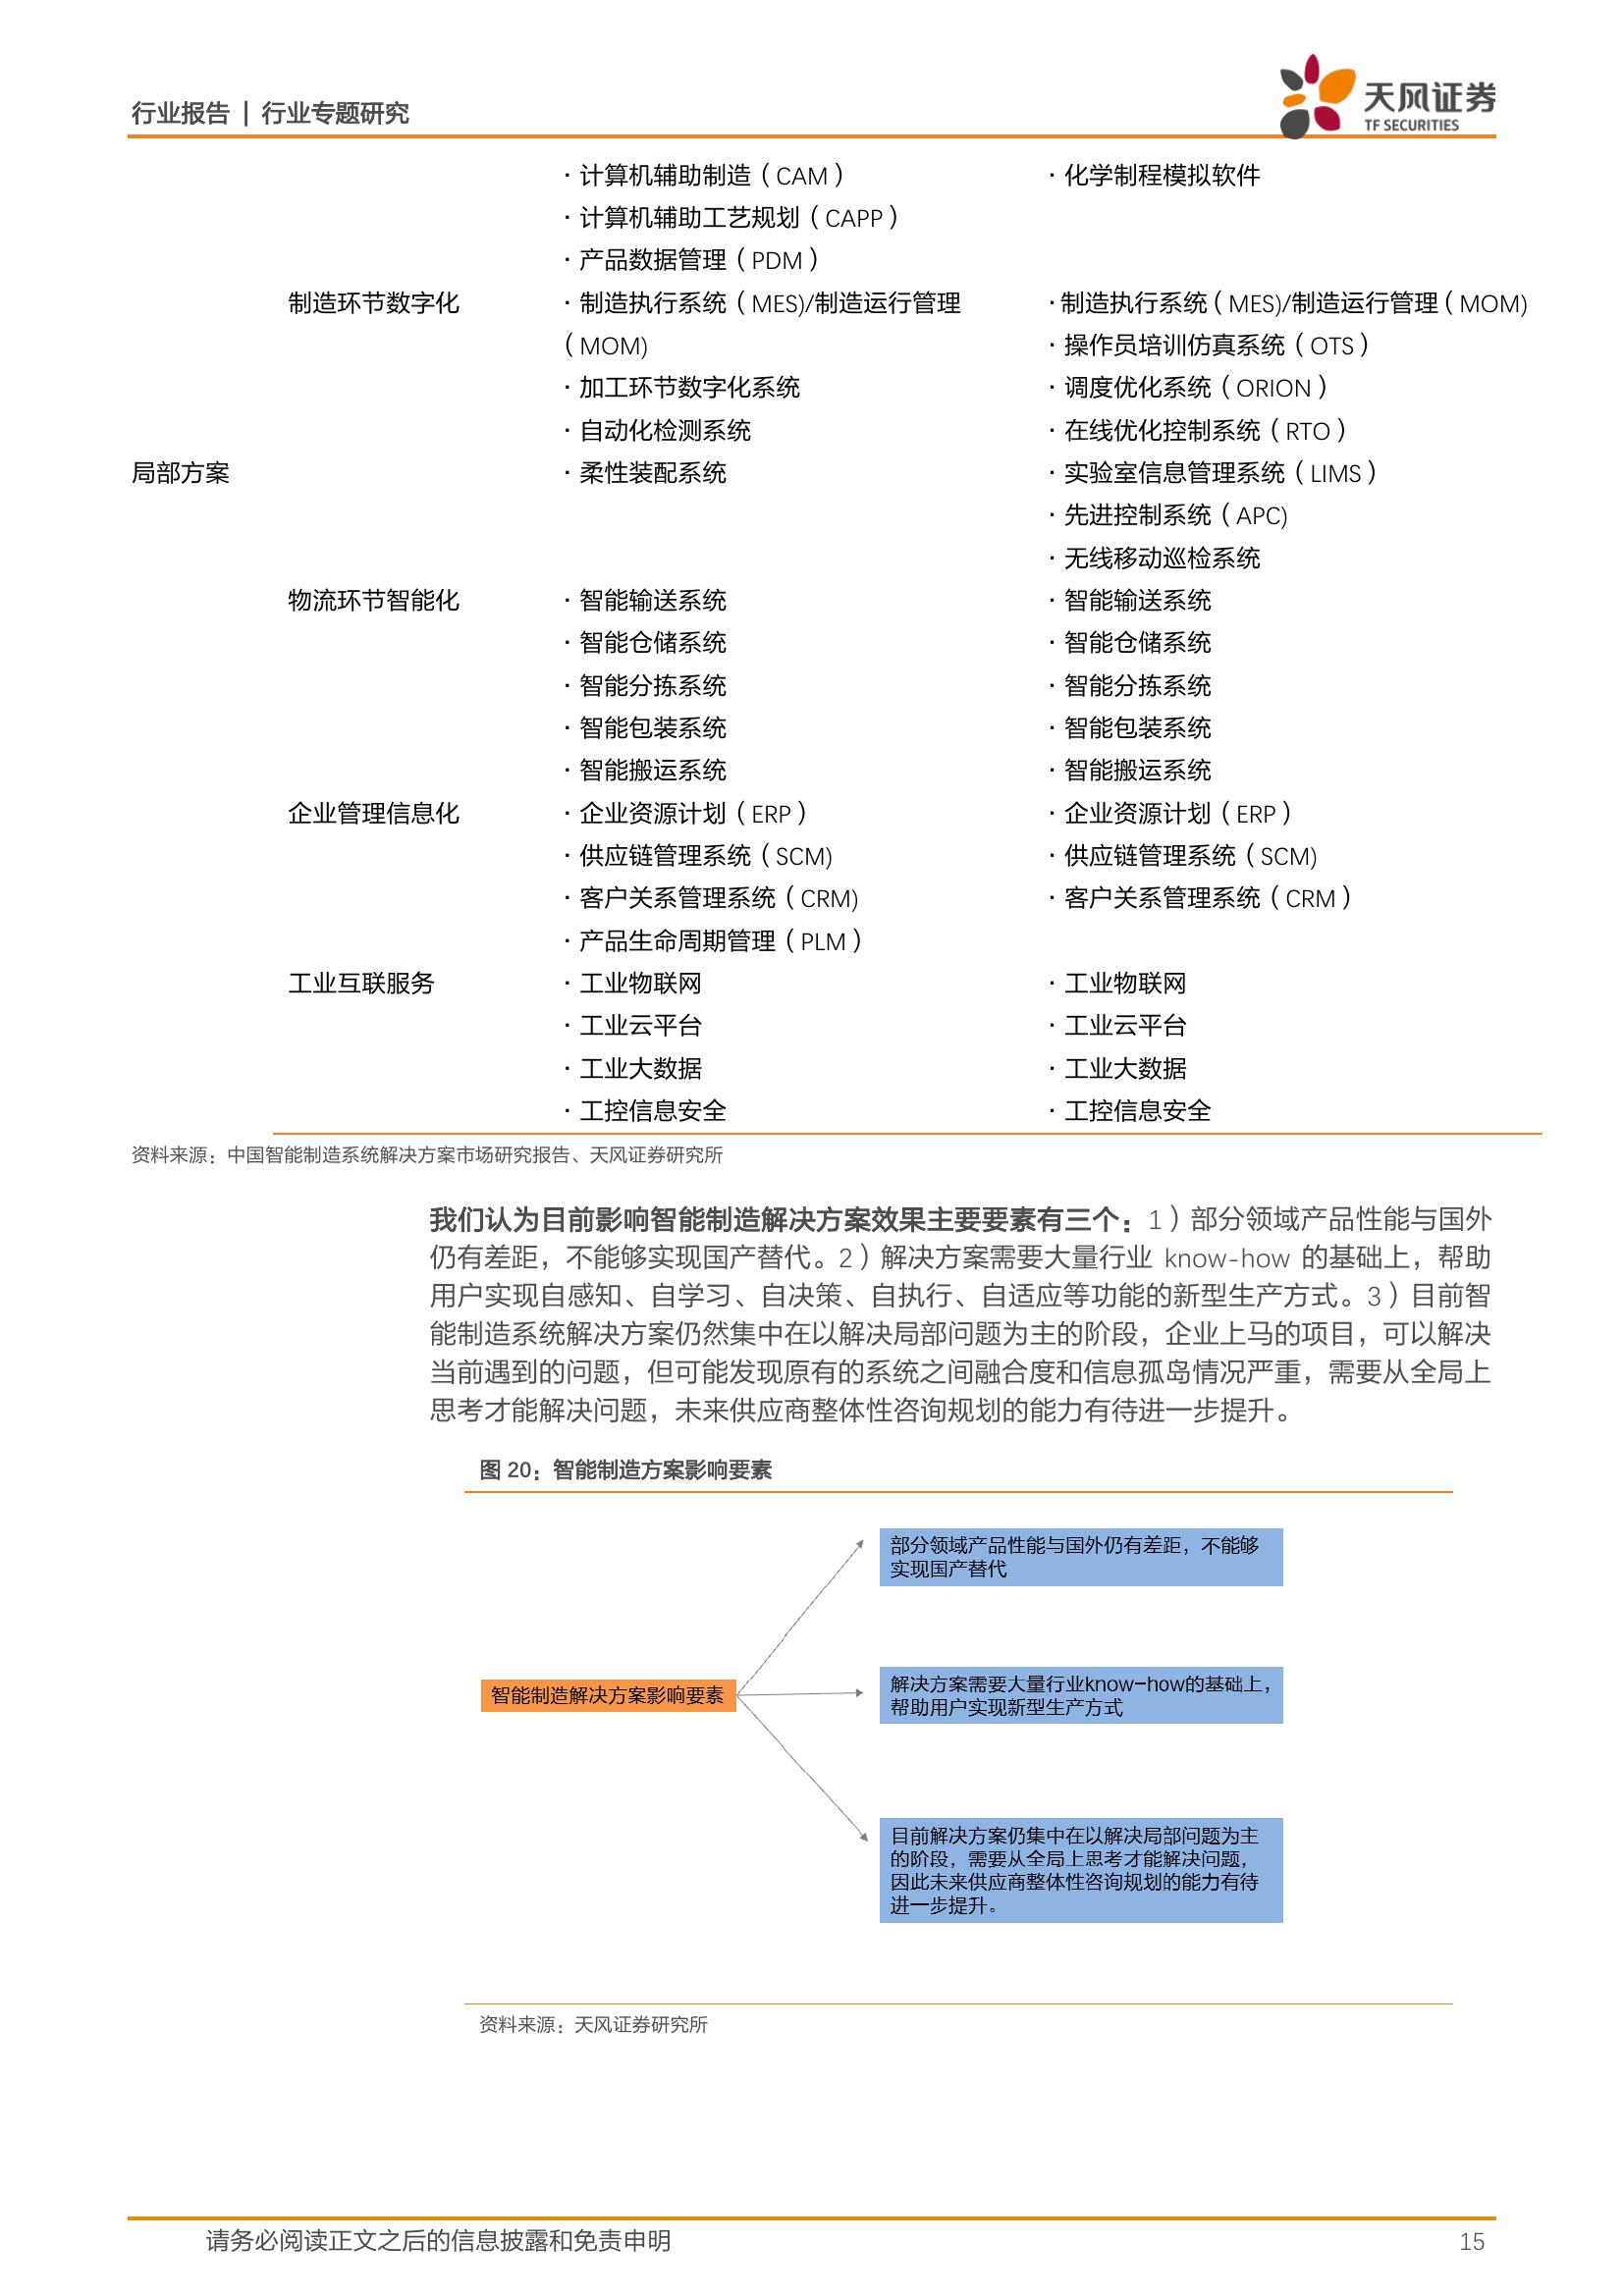 行业报告 | 行业专题研究
天风证券
TF SECURITIES
· 计算机辅助制造（CAM） · 化学制程模拟软件
· 计算机辅助工艺规划（CAPP）
· 产品数据管理（PDM）
制造环节数字化 · 制造执行系统（MES)/制造运行管理 · 制造执行系统（MES)/制造运行管理（MOM)
（MOM) · 操作员培训仿真系统（OTS）
· 加工环节数字化系统 · 调度优化系统（ORION）
· 自动化检测系统 · 在线优化控制系统（RTO）
局部方案 · 柔性装配系统 · 实验室信息管理系统（LIMS）
· 先进控制系统（APC)
· 无线移动巡检系统
物流环节智能化 · 智能输送系统 · 智能输送系统
· 智能仓储系统 · 智能仓储系统
· 智能分拣系统 · 智能分拣系统
· 智能包装系统 · 智能包装系统
· 智能搬运系统 · 智能搬运系统
企业管理信息化 · 企业资源计划（ERP） · 企业资源计划（ERP）
· 供应链管理系统（SCM) · 供应链管理系统（SCM)
· 客户关系管理系统（CRM) · 客户关系管理系统（CRM）
· 产品生命周期管理（PLM）
工业互联服务 · 工业物联网 · 工业物联网
· 工业云平台 · 工业云平台
· 工业大数据 · 工业大数据
· 工控信息安全 · 工控信息安全
资料来源：中国智能制造系统解决方案市场研究报告、天风证券研究所
我们认为目前影响智能制造解决方案效果主要要素有三个：1）部分领域产品性能与国外
仍有差距，不能够实现国产替代。2）解决方案需要大量行业 know-how 的基础上，帮助
用户实现自感知、自学习、自决策、自执行、自适应等功能的新型生产方式。3）目前智
能制造系统解决方案仍然集中在以解决局部问题为主的阶段，企业上马的项目，可以解决
当前遇到的问题，但可能发现原有的系统之间融合度和信息孤岛情况严重，需要从全局上
思考才能解决问题，未来供应商整体性咨询规划的能力有待进一步提升。
图 20：智能制造方案影响要素
部分领域产品性能与国外仍有差距，不能够
实现国产替代
智能制造解决方案影响要素
解决方案需要大量行业know-how的基础上，
帮助用户实现新型生产方式
目前解决方案仍集中在以解决局部问题为主
的阶段，需要从全局上思考才能解决问题，
因此未来供应商整体性咨询规划的能力有待
进一步提升。
资料来源：天风证券研究所
请务必阅读正文之后的信息披露和免责申明 15